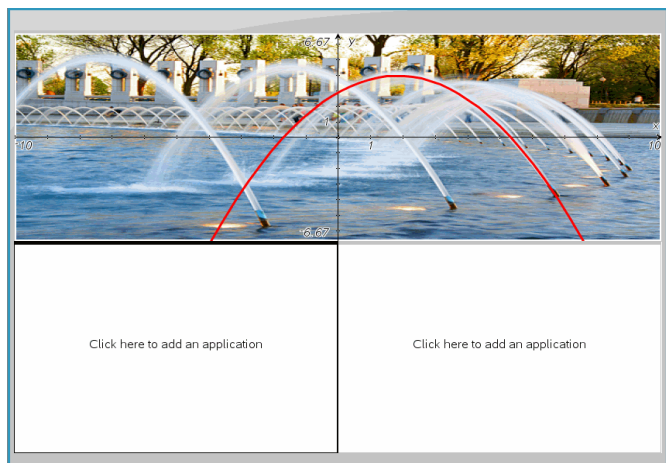 6.67 y
1
x
-10 1 10
-6.67
Click here to add an application Click here to add an application